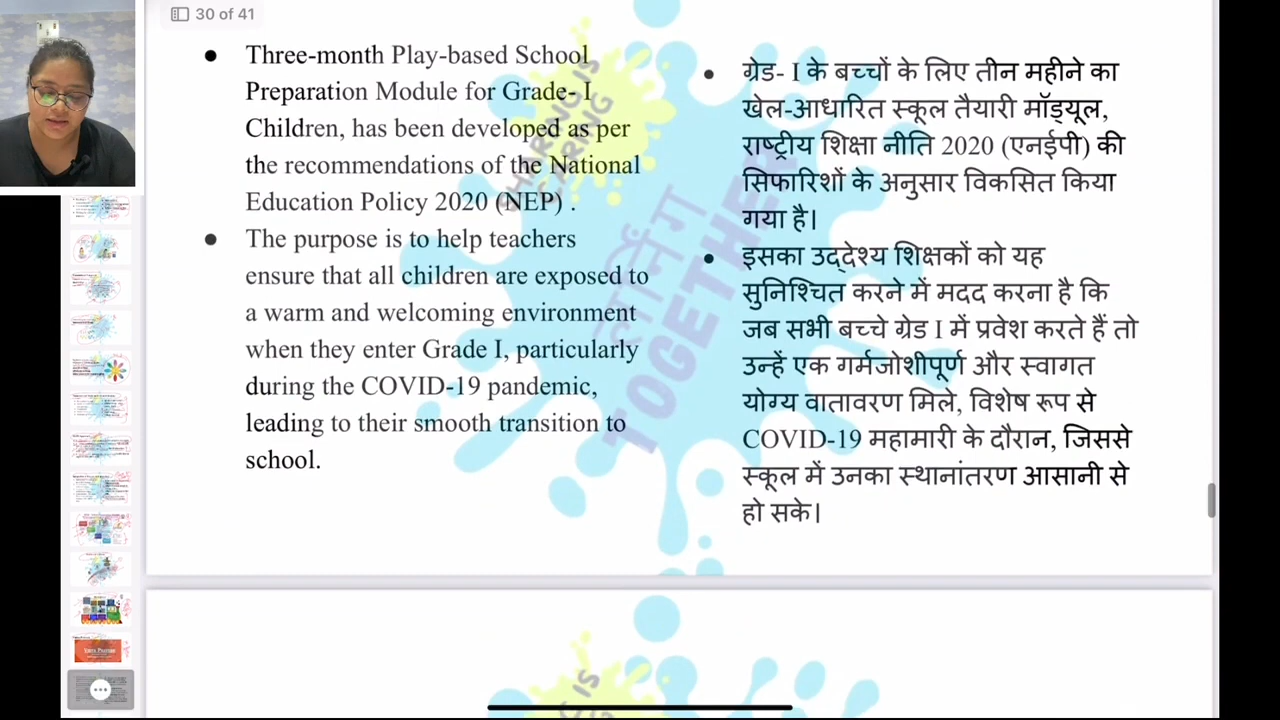 30 of 41
● Three-month Play-based School
Preparation Module for Grade- I
Children, has been developed as per
the recommendations of the National
Education Policy 2020 (NEP) .
● The purpose is to help teachers
ensure that all children are exposed to
a warm and welcoming environment
when they enter Grade I, particularly
during the COVID-19 pandemic,
leading to their smooth transition to
school.
● ग्रेड- I के बच्चों के लिए तीन महीने का
खेल-आधारित स्कूल तैयारी मॉड्यूल,
राष्ट्रीय शिक्षा नीति 2020 (एनईपी) की
सिफारिशों के अनुसार विकसित किया
गया है।
● इसका उद्देश्य शिक्षकों को यह
सुनिश्चित करने में मदद करना है कि
जब सभी बच्चे ग्रेड I में प्रवेश करते हैं तो
उन्हें एक गर्मजोशीपूर्ण और स्वागत
योग्य वातावरण मिले, विशेष रूप से
COVID-19 महामारी के दौरान, जिससे
स्कूल में उनका स्थानांतरण आसानी से
हो सके।
TOGETHER
IS